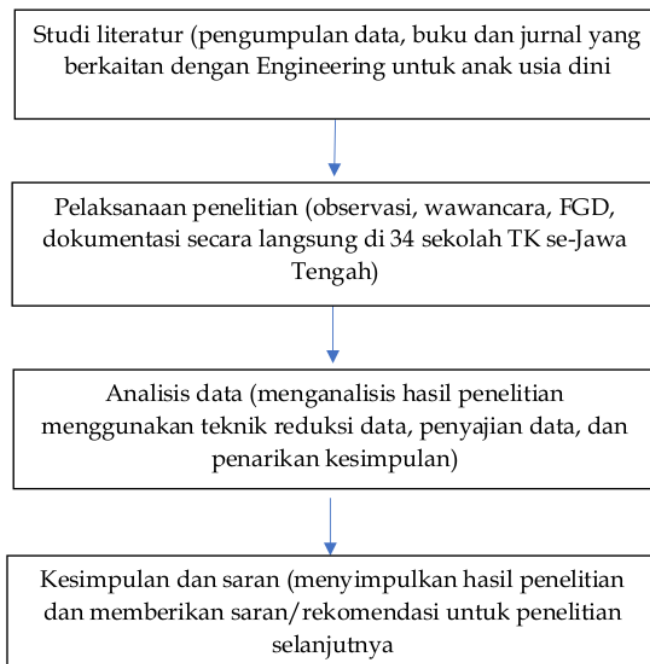 Studi literatur (pengumpulan data, buku dan jurnal yang
berkaitan dengan Engineering untuk anak usia dini
Pelaksanaan penelitian (observasi, wawancara, FGD,
dokumentasi secara langsung di 34 sekolah TK se-Jawa
Tengah)
Analisis data (menganalisis hasil penelitian
menggunakan teknik reduksi data, penyajian data, dan
penarikan kesimpulan)
Kesimpulan dan saran (menyimpulkan hasil penelitian
dan memberikan saran/rekomendasi untuk penelitian
selanjutnya